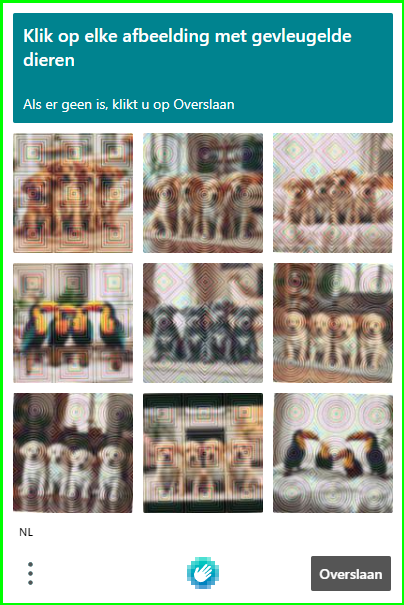 Klik op elke afbeelding met gevleugelde
dieren
Als er geen is, klikt u op Overslaan
NL
Overslaan